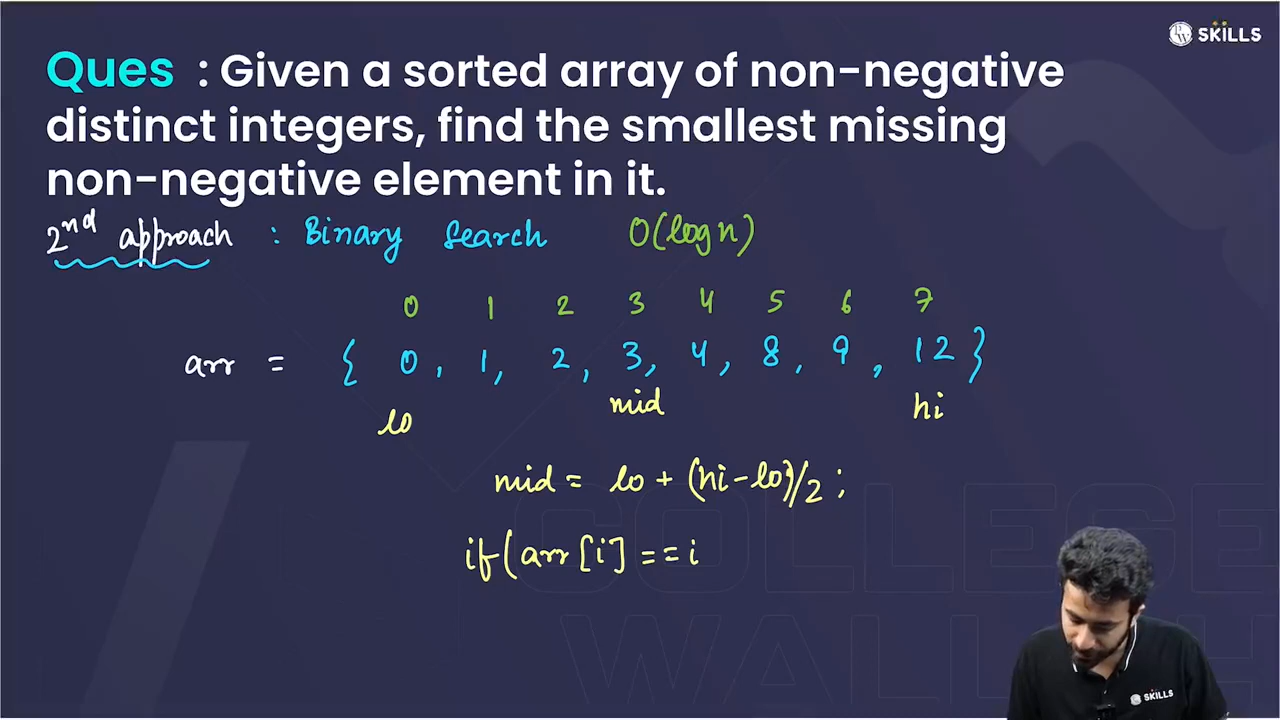 SKILLS
Ques : Given a sorted array of non-negative
distinct integers, find the smallest missing
non-negative element in it.
2nd approach : Binary Search O(log n)
0 1 2 3 4 5 6 7
arr = { 0, 1, 2, 3, 4, 8, 9, 12 }
lo mid hi
mid = lo + (hi-lo)/2 ;
if(arr[i] == i
COLLEGE
WALLAH
SKILLS